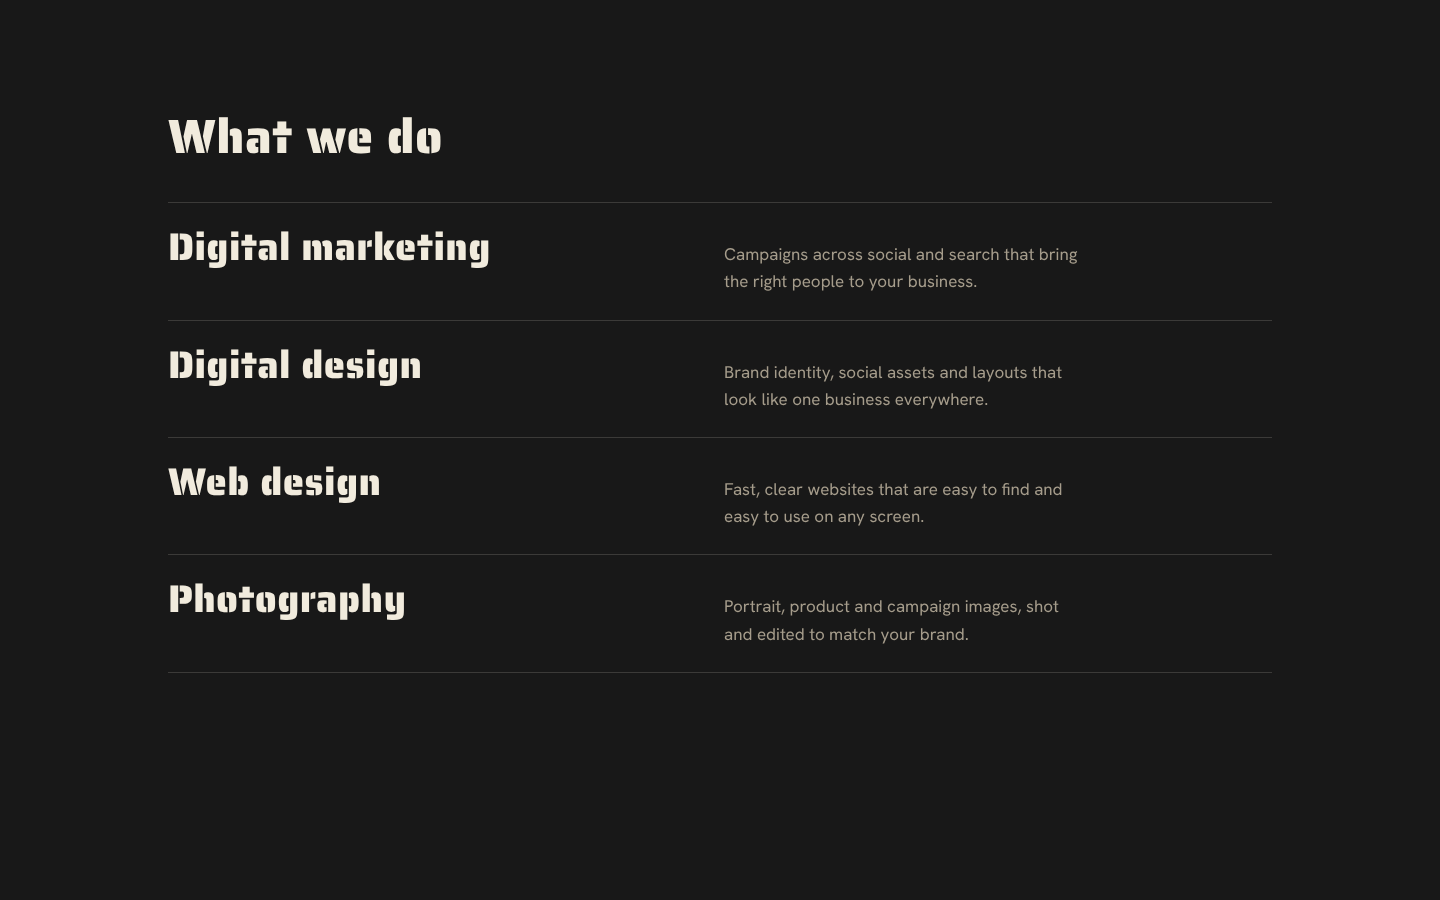 What we do
Digital marketing
Campaigns across social and search that bring
the right people to your business.
Digital design
Brand identity, social assets and layouts that
look like one business everywhere.
Web design
Fast, clear websites that are easy to find and
easy to use on any screen.
Photography
Portrait, product and campaign images, shot
and edited to match your brand.